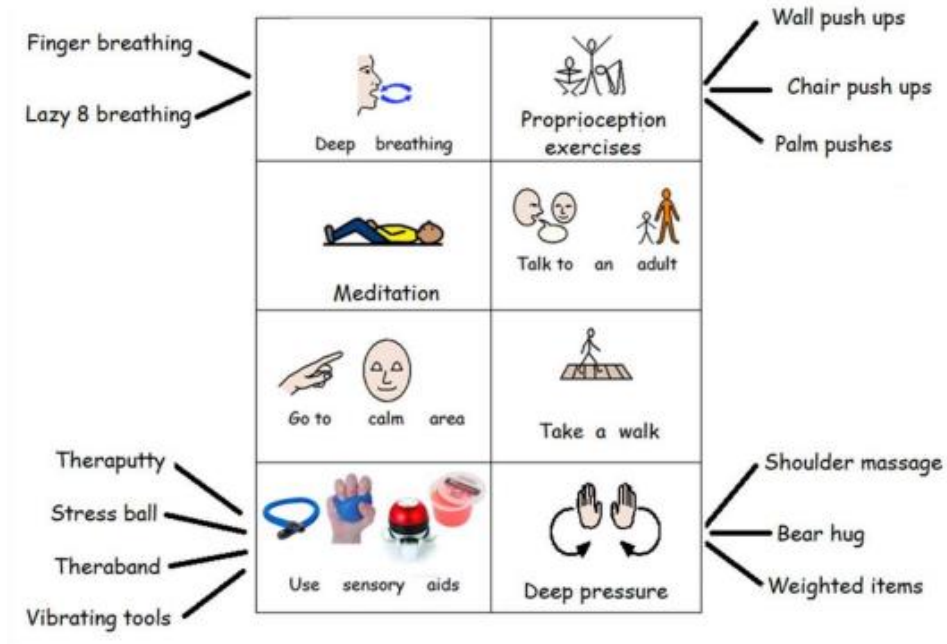 Finger breathing
Lazy 8 breathing
Deep breathing
Proprioception
exercises
Wall push ups
Chair push ups
Palm pushes
Meditation
Talk to an adult
Go to calm area
Take a walk
Theraputty
Stress ball
Theraband
Vibrating tools
Use sensory aids
Deep pressure
Shoulder massage
Bear hug
Weighted items